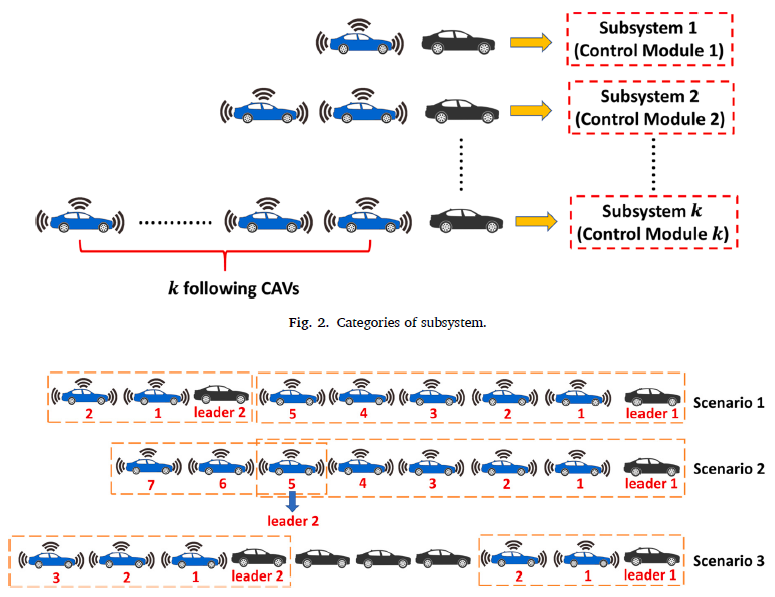 Subsystem 1
(Control Module 1)
Subsystem 2
(Control Module 2)
Subsystem k
(Control Module k)
k following CAVs
Fig. 2. Categories of subsystem.
2 1 leader 2 5 4 3 2 1 leader 1 Scenario 1
7 6 5 4 3 2 1 leader 1 Scenario 2
leader 2
3 2 1 leader 2 2 1 leader 1 Scenario 3